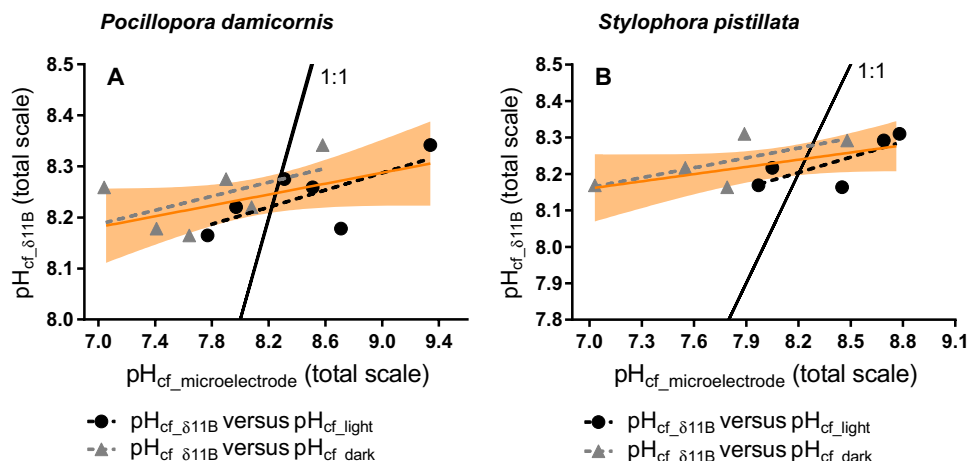 Pocillopora damicornis
Stylophora pistillata
A
1:1
8.5
8.4
8.3
8.2
8.1
8.0
7.0 7.4 7.8 8.2 8.6 9.0 9.4
pHcf_δ11B (total scale)
pHcf_microelectrode (total scale)
B
1:1
8.5
8.4
8.3
8.2
8.1
8.0
7.9
7.8
7.0 7.3 7.6 7.9 8.2 8.5 8.8 9.1
pHcf_δ11B (total scale)
pHcf_microelectrode (total scale)
pHcf_δ11B versus pHcf_light
pHcf_δ11B versus pHcf_dark
pHcf_δ11B versus pHcf_light
pHcf_δ11B versus pHcf_dark